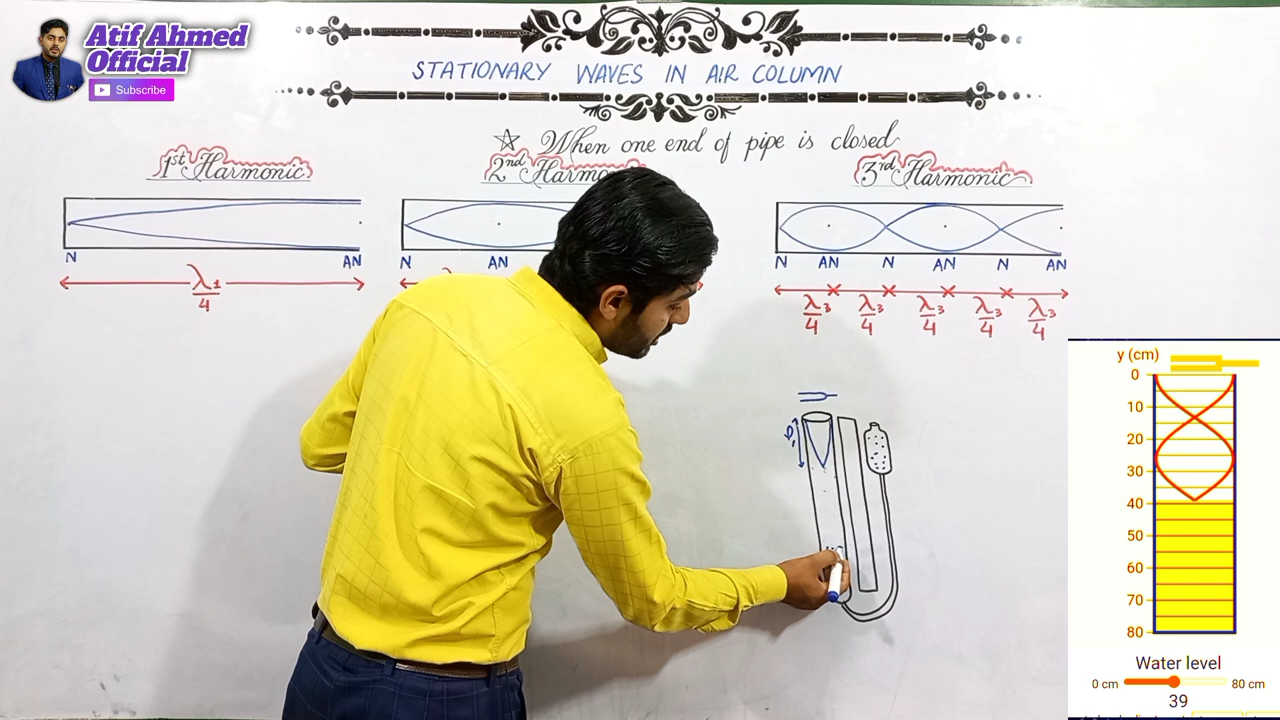 Atif Ahmed
Official
Subscribe
STATIONARY WAVES IN AIR COLUMN
☆ When one end of pipe is closed
1st Harmonic
2nd Harmo
3rd Harmonic
N AN
N AN
N AN N AN N AN
λ1/4
λ3/4 λ3/4 λ3/4 λ3/4 λ3/4
y (cm)
0
10
20
30
40
50
60
70
80
Water level
0 cm 80 cm
39